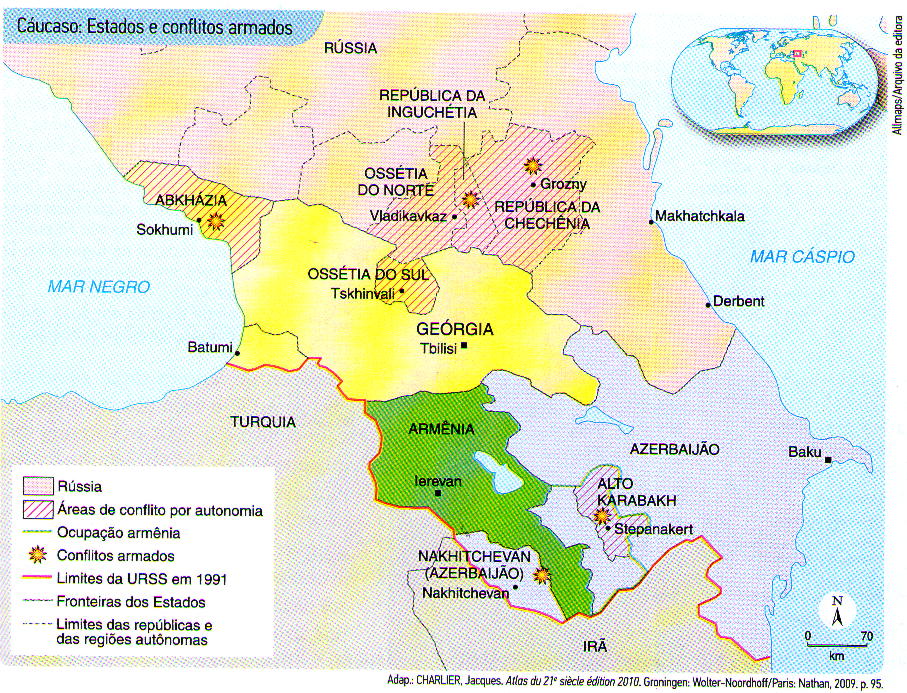 Cáucaso: Estados e conflitos armados
RÚSSIA
REPÚBLICA DA
INGUCHÉTIA
OSSÉTIA
DO NORTE
Grozny
ABKHÁZIA
Vladikavkaz
REPÚBLICA DA
CHECHÊNIA
Sokhumi
Makhatchkala
MAR CÁSPIO
OSSÉTIA DO SUL
MAR NEGRO
Tskhinvali
Derbent
GEÓRGIA
Tbilisi
Batumi
TURQUIA
ARMÊNIA
AZERBAIJÃO
Baku
Ierevan
ALTO
KARABAKH
Stepanakert
NAKHITCHEVAN
(AZERBAIJÃO)
Nakhitchevan
IRÃ
Rússia
Áreas de conflito por autonomia
Ocupação armênia
Conflitos armados
Limites da URSS em 1991
Fronteiras dos Estados
Limites das repúblicas e
das regiões autônomas
N
0 70
km
Allmaps/Arquivo da editora
Adap.: CHARLIER, Jacques. Atlas du 21e siècle édition 2010. Groningen: Wolter-Noordhoff/Paris: Nathan, 2009. p. 95.